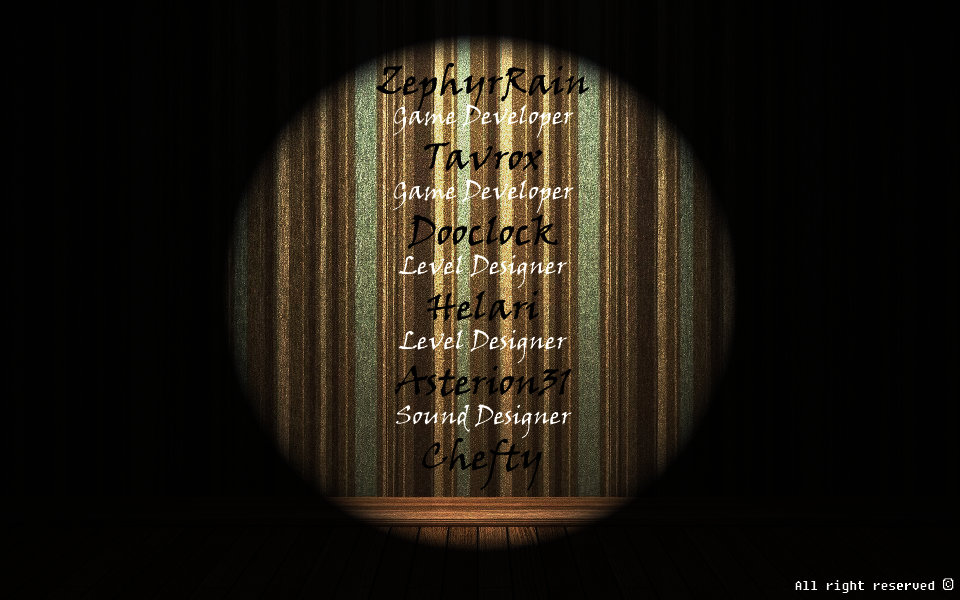 ZephyrRain
Game Developer
Tavrox
Game Developer
Dooclock
Level Designer
Helari
Level Designer
Asterion31
Sound Designer
Chefty
All right reserved ©